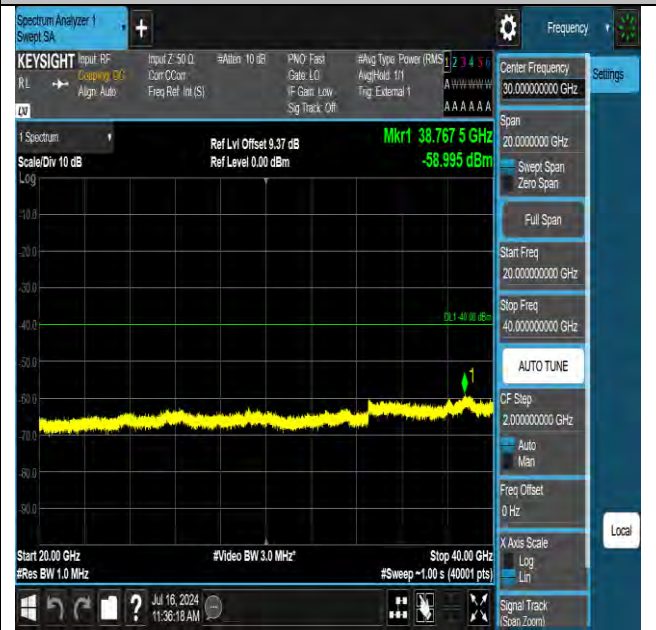 Spectrum Analyzer 1
Swept SA
+
Frequency
KEYSIGHT
Input: RF
Coupling: DC
Align: Auto
Input Z: 50 Ω
Corr CCorr
Freq Ref: Int (S)
#Atten: 10 dB
PNO: Fast
Gate: LO
IF Gain: Low
Sig Track: Off
#Avg Type: Power (RMS
Avg|Hold: 1/1
Trig: External 1
1 2 3 4 5 6
A W W W W W
A A A A A A
RL
LXI
1 Spectrum
Scale/Div 10 dB
Ref Lvl Offset 9.37 dB
Ref Level 0.00 dBm
Mkr1 38.767 5 GHz
-58.995 dBm
Log
-10.0
-20.0
-30.0
-40.0
-50.0
-60.0
-70.0
-80.0
-90.0
DL1 -40.00 dBm
1
Start 20.00 GHz
#Res BW 1.0 MHz
#Video BW 3.0 MHz*
Stop 40.00 GHz
#Sweep ~1.00 s (40001 pts)
?
Jul 16, 2024
11:36:18 AM
Center Frequency
30.000000000 GHz
Settings
Span
20.0000000 GHz
Swept Span
Zero Span
Full Span
Start Freq
20.000000000 GHz
Stop Freq
40.000000000 GHz
AUTO TUNE
CF Step
2.000000000 GHz
Auto
Man
Freq Offset
0 Hz
X Axis Scale
Log
Lin
Local
Signal Track
(Span Zoom)